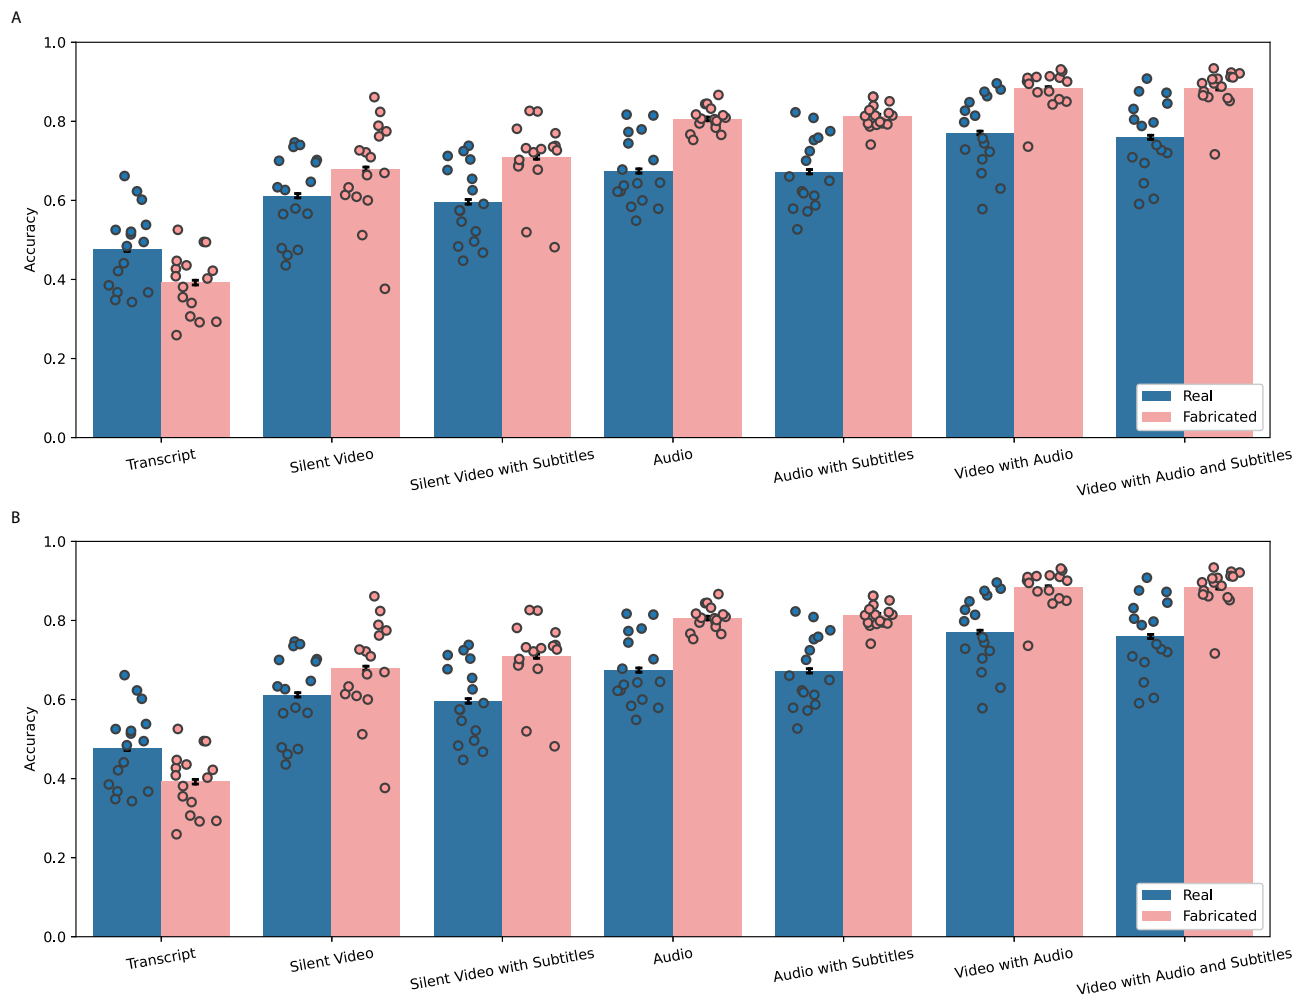 A
1.0
0.8
0.6
0.4
0.2
0.0
Accuracy
Real
Fabricated
Transcript
Silent Video
Silent Video with Subtitles
Audio
Audio with Subtitles
Video with Audio
Video with Audio and Subtitles
B
1.0
0.8
0.6
0.4
0.2
0.0
Accuracy
Real
Fabricated
Transcript
Silent Video
Silent Video with Subtitles
Audio
Audio with Subtitles
Video with Audio
Video with Audio and Subtitles